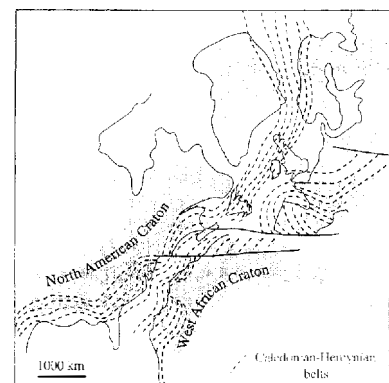 North American Craton
West African Craton
1000 km
Caledonian-Hercynian
belts